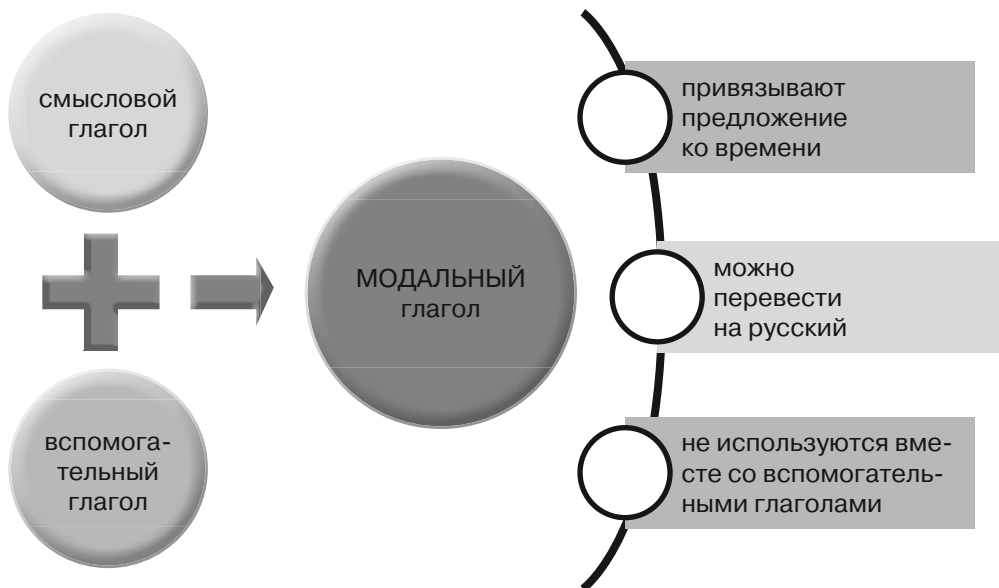 смысловой
глагол
вспомога-
тельный
глагол
МОДАЛЬНЫЙ
глагол
привязывают
предложение
ко времени
можно
перевести
на русский
не используются вме-
сте со вспомогатель-
ными глаголами